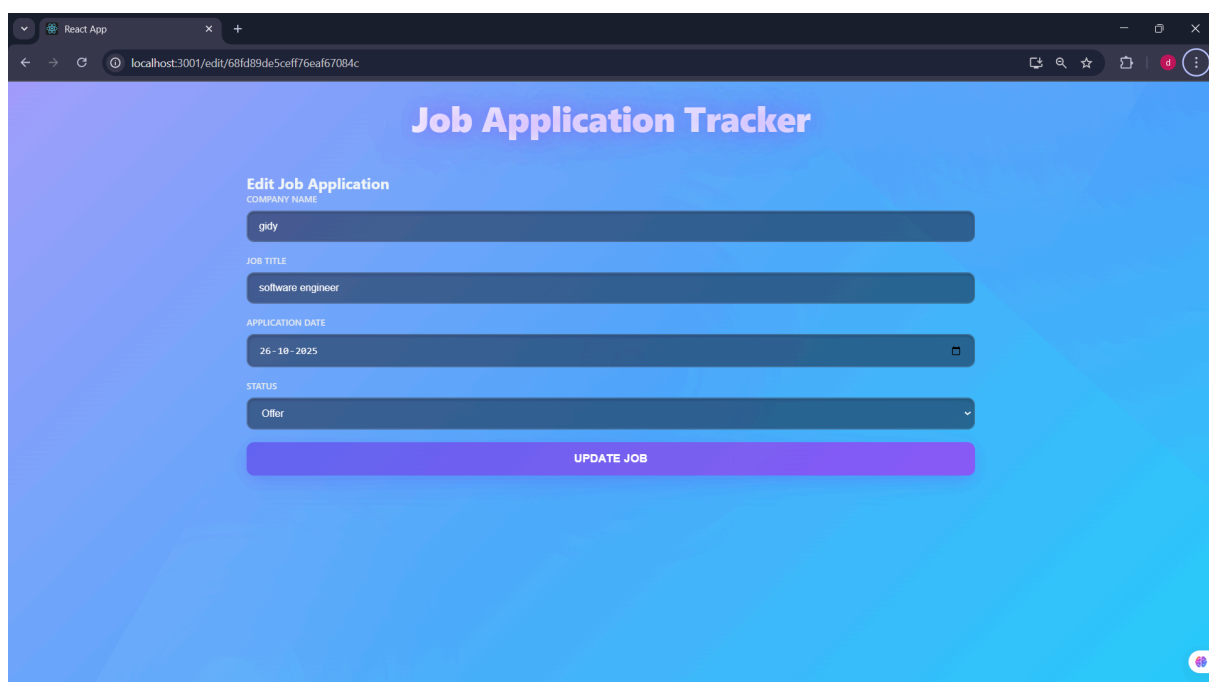 React App
localhost:3001/edit/68fd89de5ceff76eaf67084c
d
Job Application Tracker
Edit Job Application
COMPANY NAME
gidy
JOB TITLE
software engineer
APPLICATION DATE
26-10-2025
STATUS
Offer
UPDATE JOB